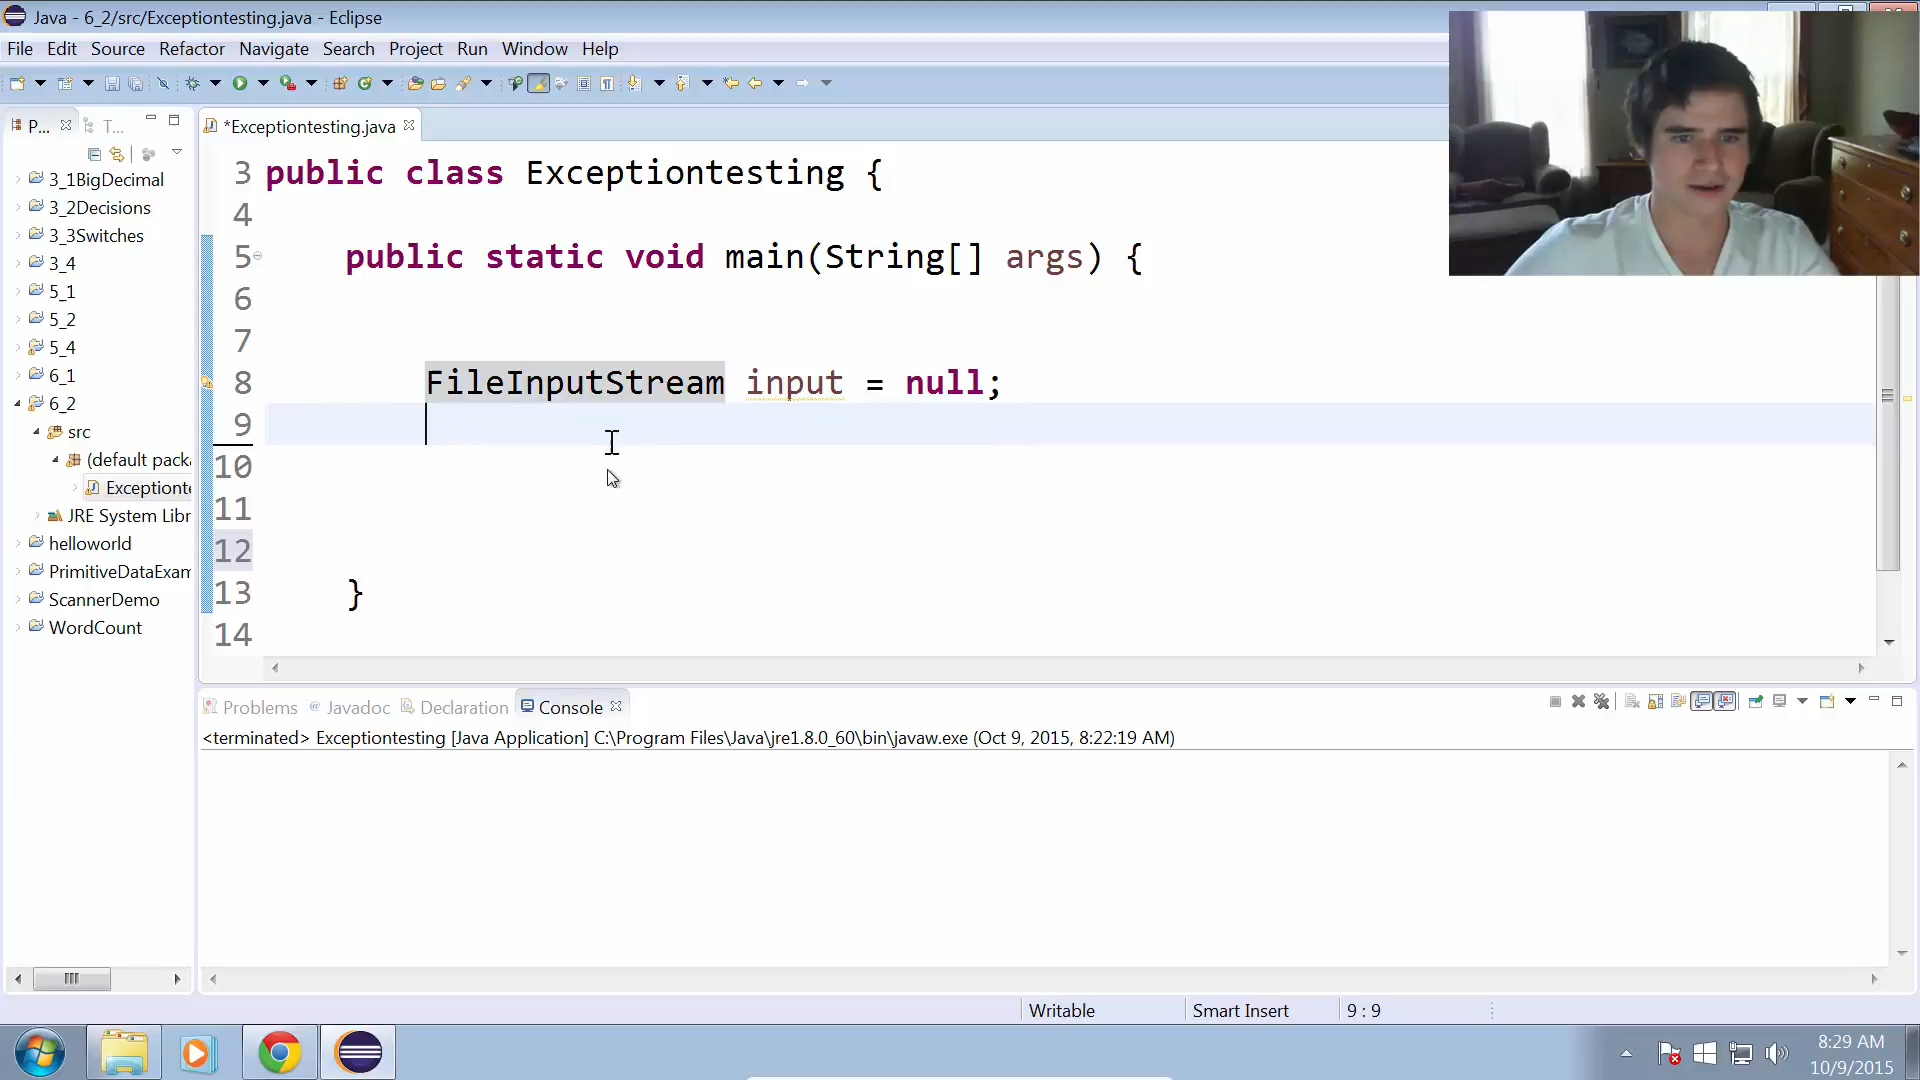 Java - 6_2/src/Exceptiontesting.java - Eclipse
File Edit Source Refactor Navigate Search Project Run Window Help
P... T... *Exceptiontesting.java
3_1BigDecimal
3_2Decisions
3_3Switches
3_4
5_1
5_2
5_4
6_1
6_2
src
(default packa
Exceptionte
JRE System Libr
helloworld
PrimitiveDataExam
ScannerDemo
WordCount
3 public class Exceptiontesting {
4
5 public static void main(String[] args) {
6
7
8 FileInputStream input = null;
9
10
11
12
13 }
14
Problems @ Javadoc Declaration Console
<terminated> Exceptiontesting [Java Application] C:\Program Files\Java\jre1.8.0_60\bin\javaw.exe (Oct 9, 2015, 8:22:19 AM)
Writable Smart Insert 9 : 9
8:29 AM
10/9/2015